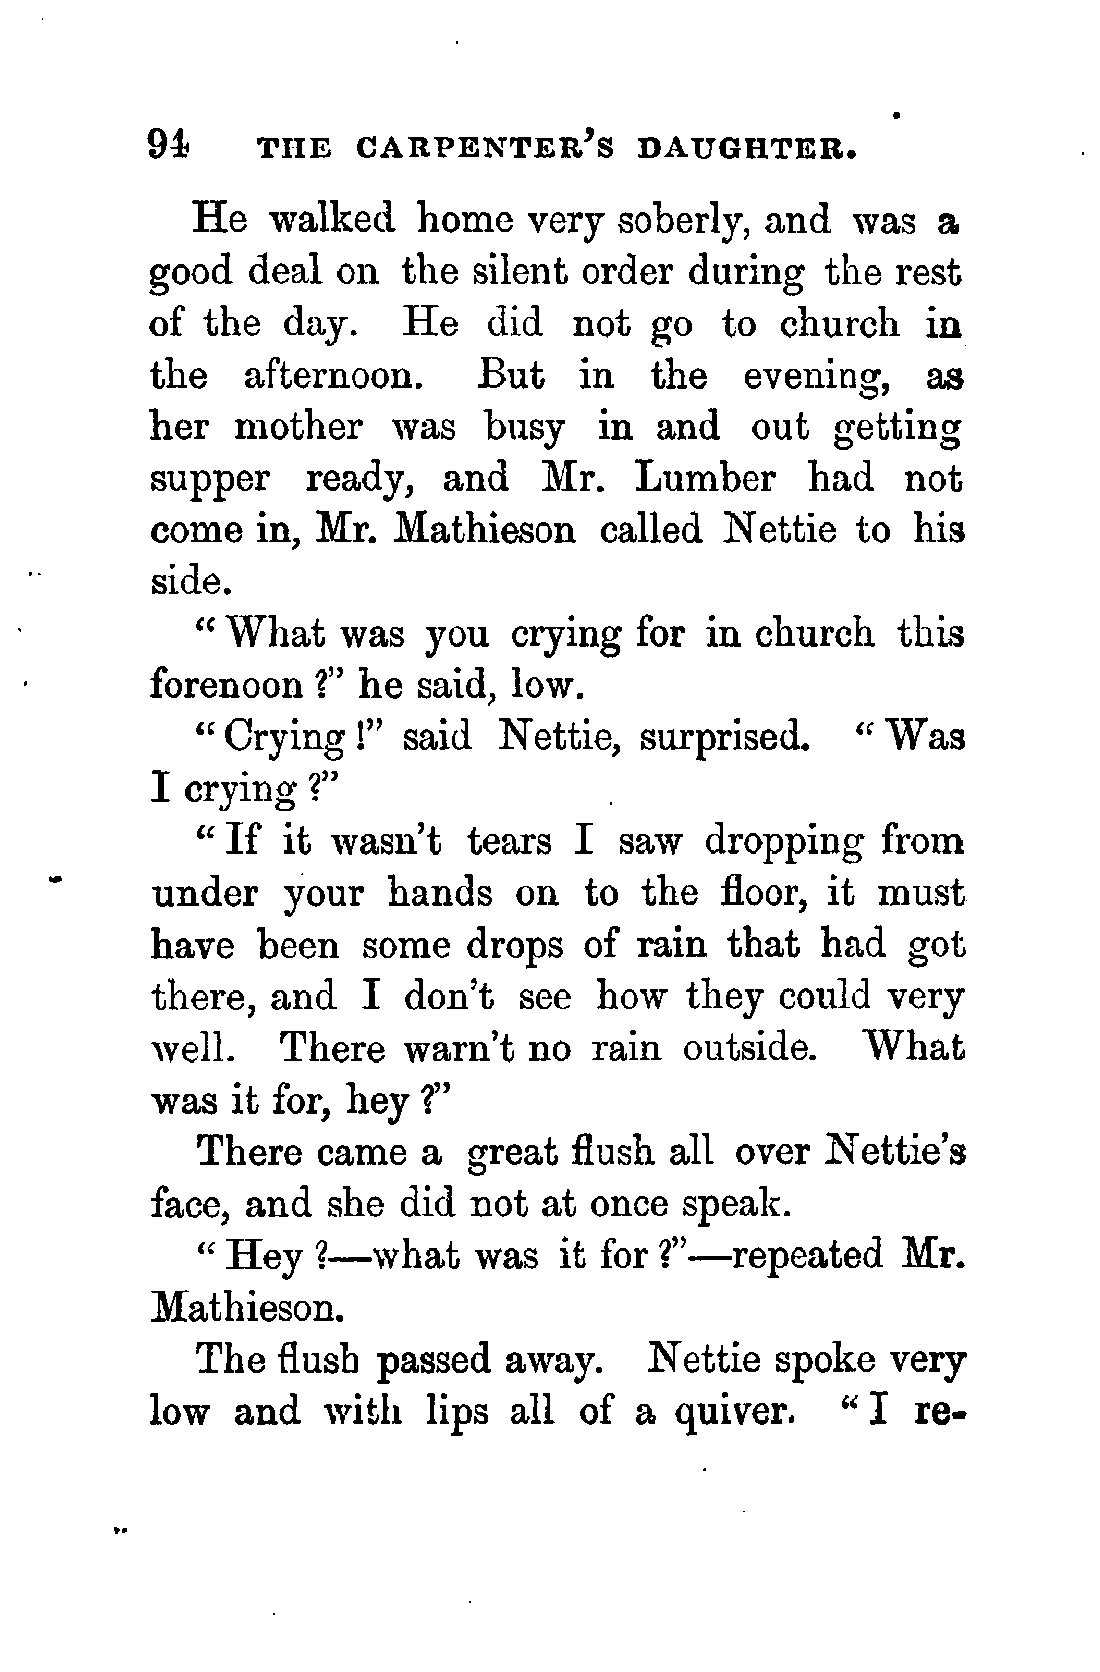 94 THE CARPENTER'S DAUGHTER.
He walked home very soberly, and was a
good deal on the silent order during the rest
of the day. He did not go to church in
the afternoon. But in the evening, as
her mother was busy in and out getting
supper ready, and Mr. Lumber had not
come in, Mr. Mathieson called Nettie to his
side.
“ What was you crying for in church this
forenoon ?” he said, low.
“ Crying !” said Nettie, surprised. “ Was
I crying ?”
“ If it wasn’t tears I saw dropping from
under your hands on to the floor, it must
have been some drops of rain that had got
there, and I don’t see how they could very
well. There warn’t no rain outside. What
was it for, hey ?”
There came a great flush all over Nettie’s
face, and she did not at once speak.
“ Hey ?—what was it for ?”—repeated Mr.
Mathieson.
The flush passed away. Nettie spoke very
low and with lips all of a quiver. “ I re-